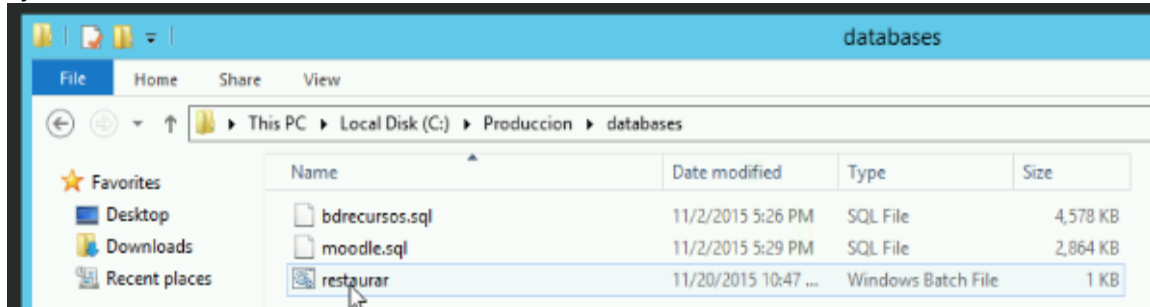 databases
File Home Share View
This PC Local Disk (C:) Produccion databases
Favorites
Desktop
Downloads
Recent places
Name Date modified Type Size
bdrecursos.sql 11/2/2015 5:26 PM SQL File 4,578 KB
moodle.sql 11/2/2015 5:29 PM SQL File 2,864 KB
restaurar 11/20/2015 10:47 ... Windows Batch File 1 KB